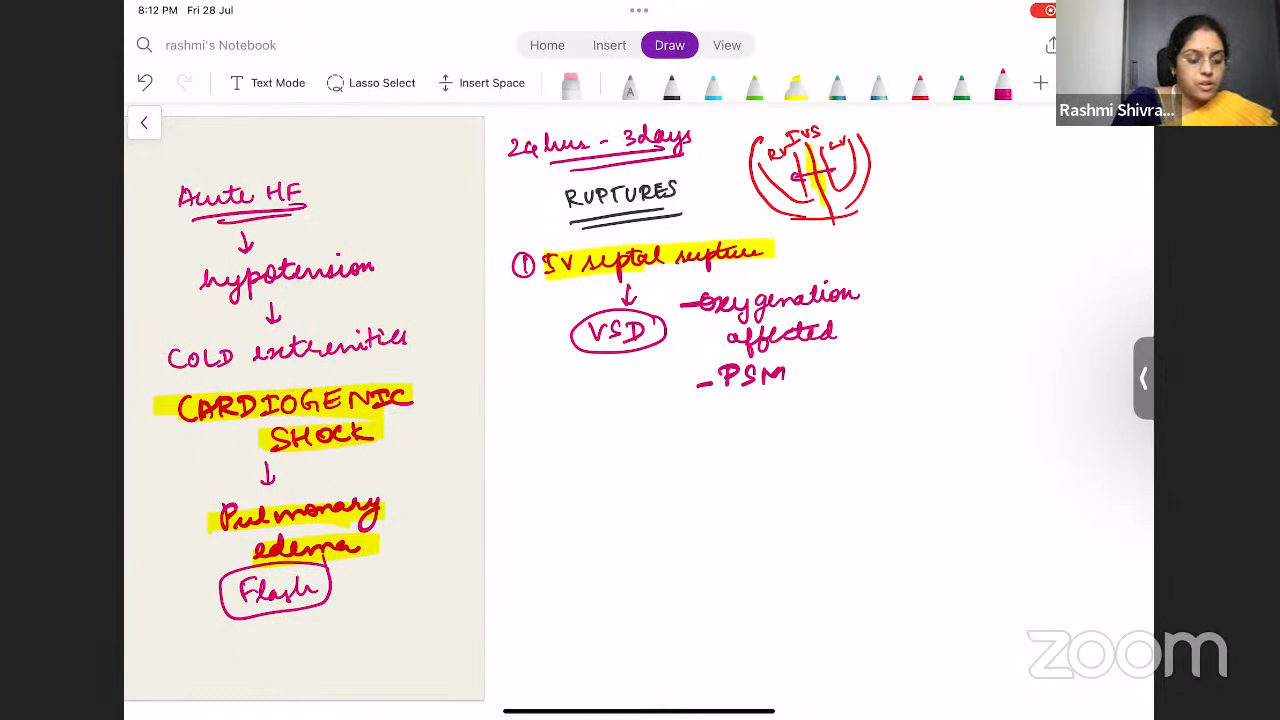 8:12 PM Fri 28 Jul
rashmi's Notebook
Home Insert Draw View
Text Mode Lasso Select Insert Space
A
Rashmi Shivra...
Acute HF
hypotension
COLD extremities
CARDIOGENIC
SHOCK
Pulmonary
edema
Flash
24 hrs - 3 days
RUPTURES
IVS
RV LV
① IV septal rupture
VSD
- Oxygenation
affected
- PSM
zoom